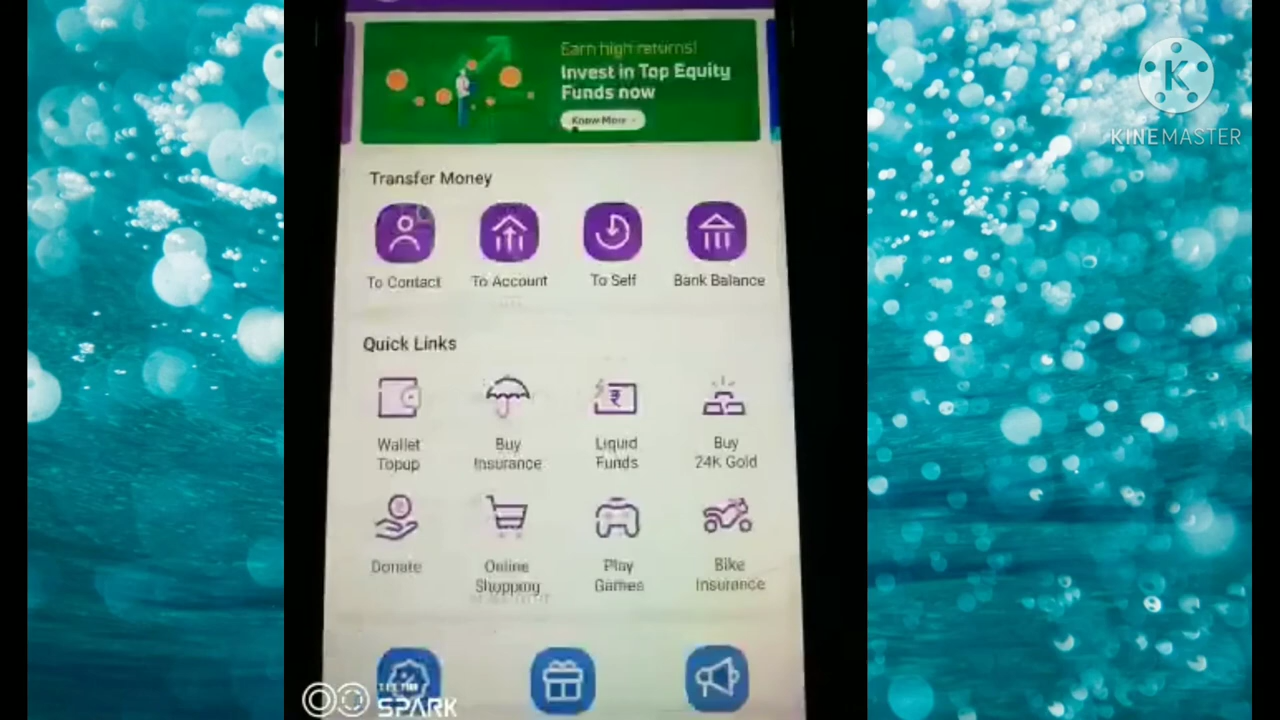 Earn high returns!
Invest in Top Equity
Funds now
Know More
KINEMASTER
Transfer Money
To Contact
To Account
To Self
Bank Balance
Quick Links
Wallet
Topup
Buy
Insurance
Liquid
Funds
Buy
24K Gold
Donate
Online
Shopping
Play
Games
Bike
Insurance
TECNO
SPARK